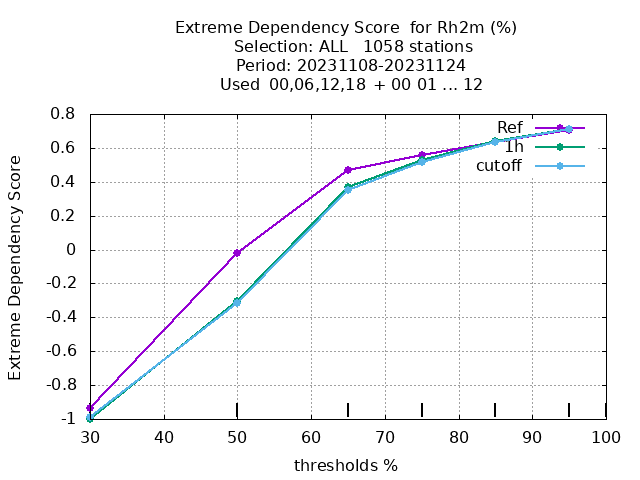 Extreme Dependency Score  for Rh2m (%)
Selection: ALL   1058 stations
Period: 20231108-20231124
Used  00,06,12,18  + 00 01 ... 12
Extreme Dependency Score
0.8
0.6
0.4
0.2
0
-0.2
-0.4
-0.6
-0.8
-1
Ref
1h
cutoff
30 40 50 60 70 80 90 100
thresholds %